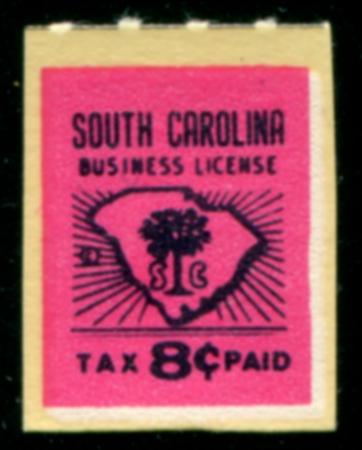 SOUTH CAROLINA
BUSINESS LICENSE
S C
TAX 8¢ PAID